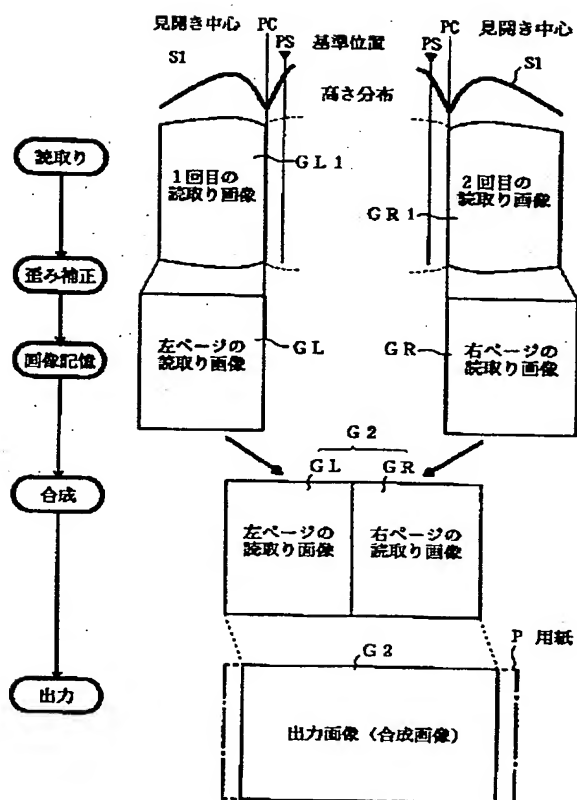 見開き中心 PC
PS 基準位置
PC 見開き中心
PS
S1
S1
高さ分布
読取り
1回目の
読取り画像
GL1
2回目の
読取り画像
GR1
歪み補正
画像記憶
左ページの
読取り画像
GL
GR
右ページの
読取り画像
G2
GL GR
合成
左ページの
読取り画像
右ページの
読取り画像
P 用紙
G2
出力
出力画像(合成画像)